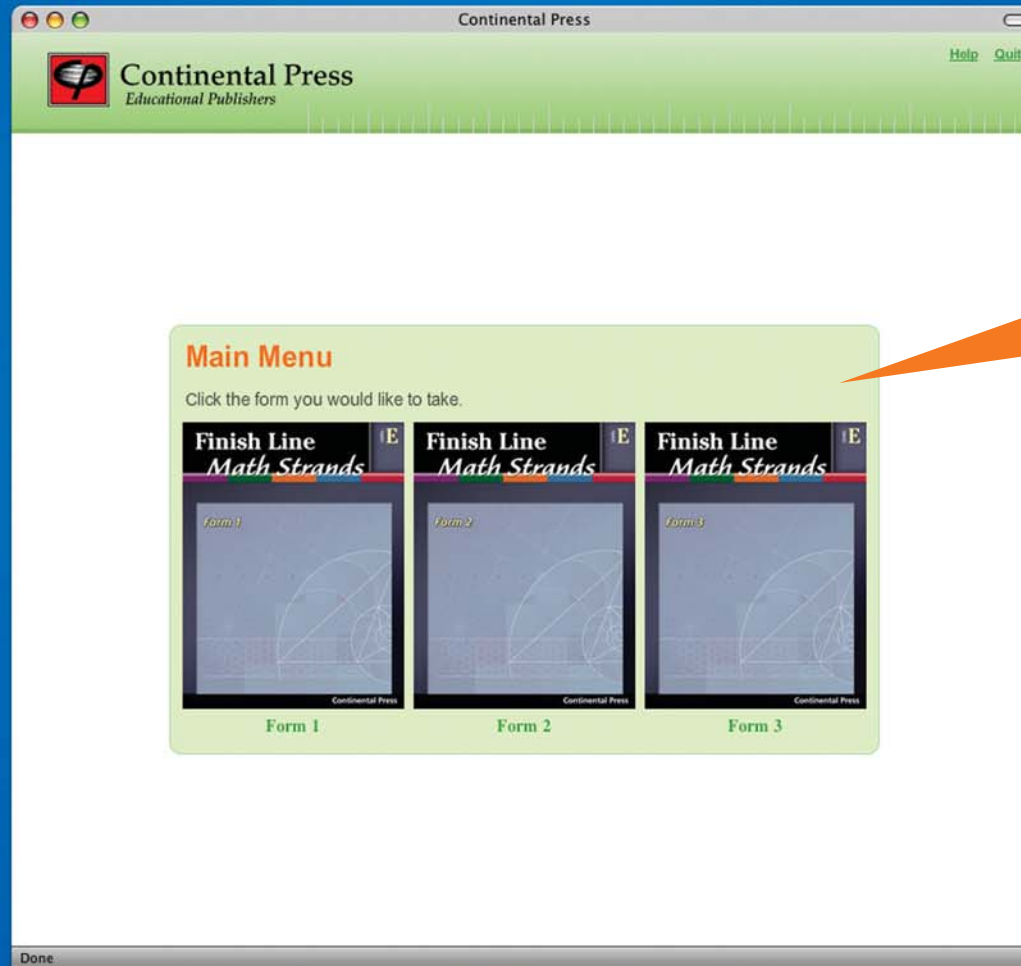 Continental Press
Continental Press
Educational Publishers
Help Quit
Main Menu
Click the form you would like to take.
Finish Line
Math Strands
E
Form 1
Continental Press
Form 1
Finish Line
Math Strands
E
Form 2
Continental Press
Form 2
Finish Line
Math Strands
E
Form 3
Continental Press
Form 3
Done